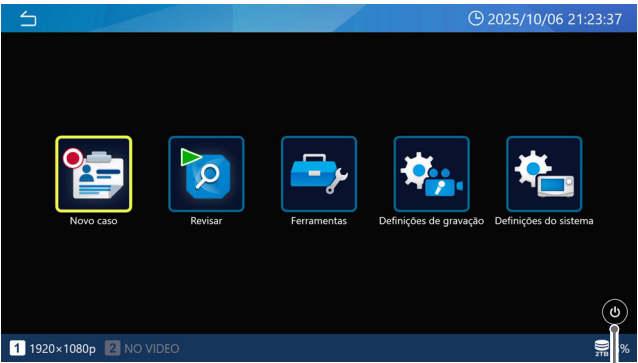 2025/10/06 21:23:37
Novo caso
Revisar
Ferramentas
Definições de gravação
Definições do sistema
1 1920×1080p 2 NO VIDEO
2TB %